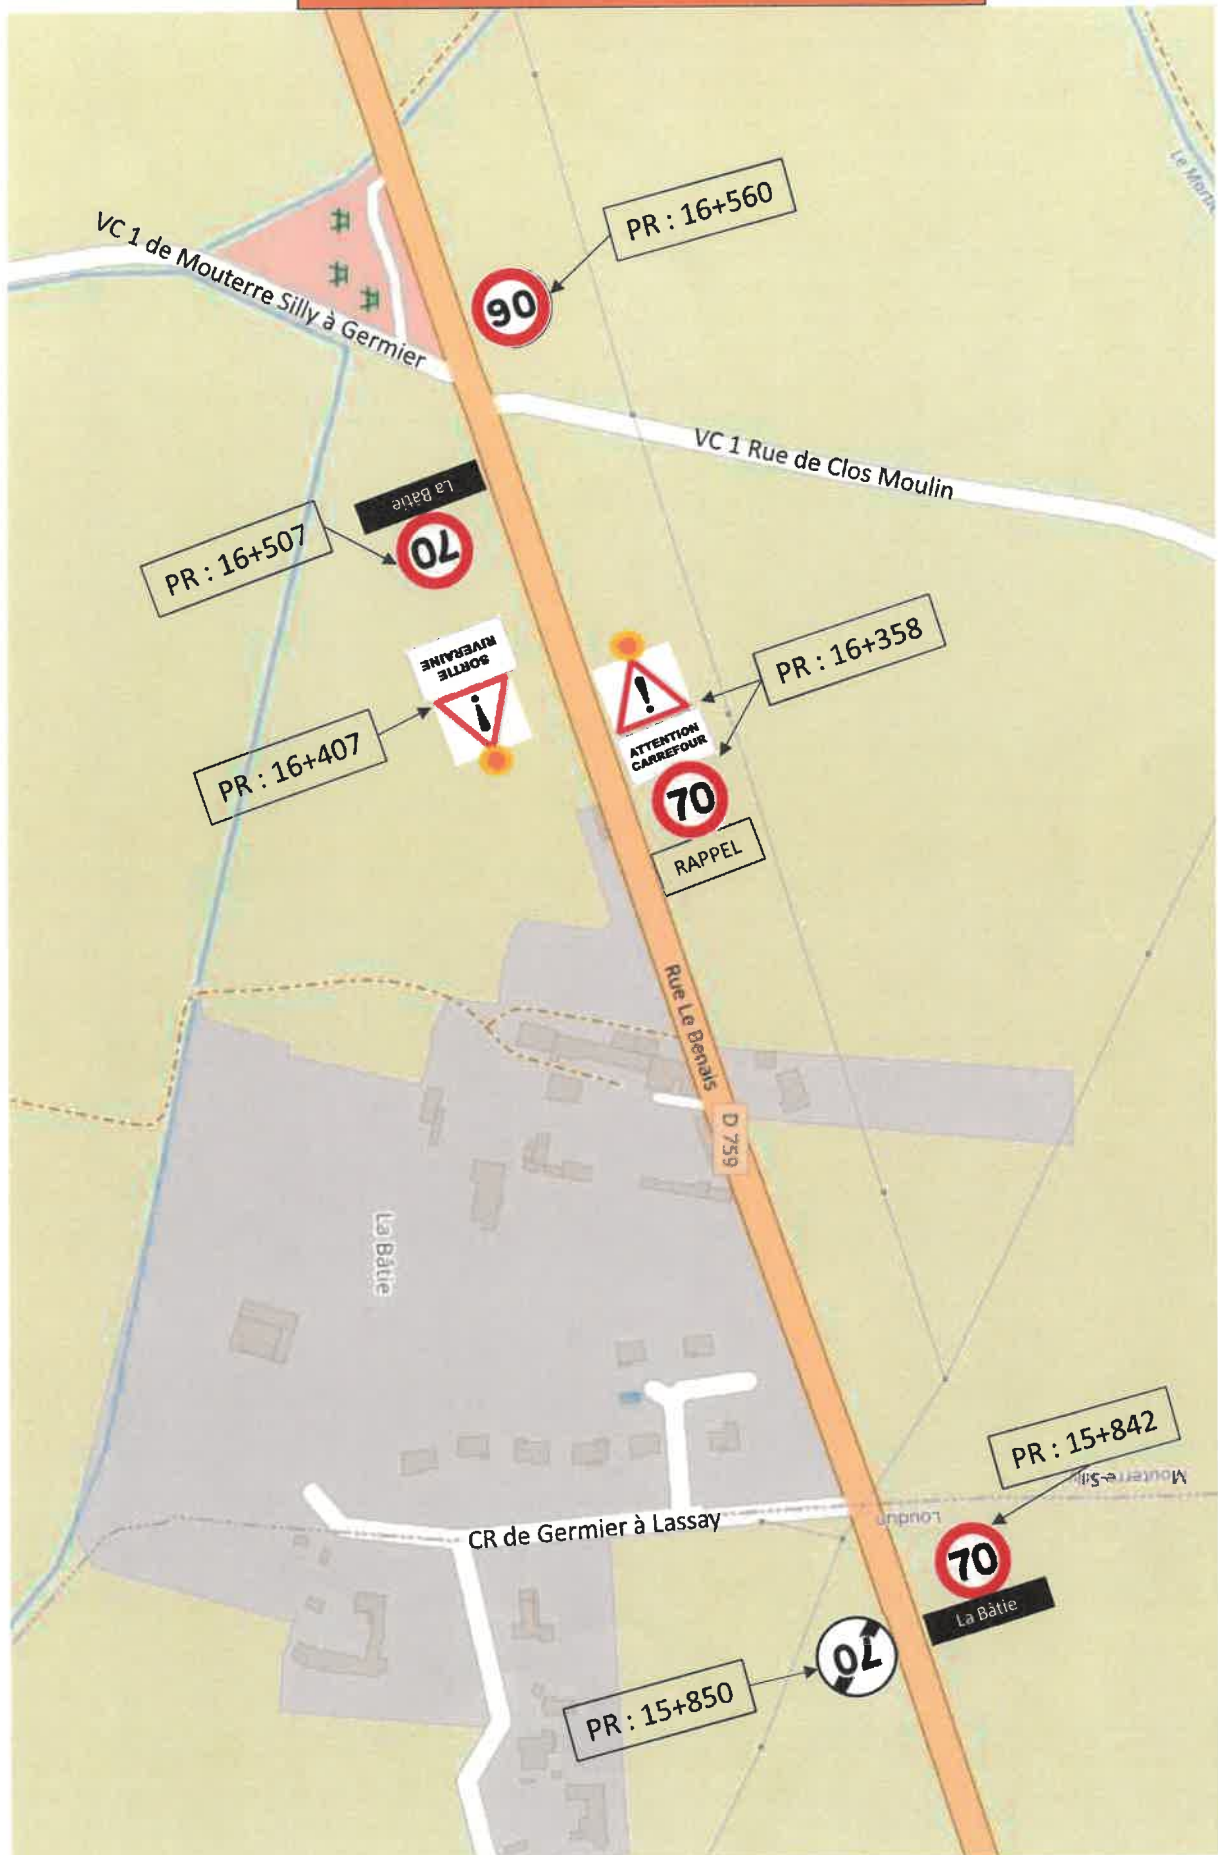 PR : 16+560
90
VC 1 de Mouterre Silly à Germier
VC 1 Rue de Clos Moulin
La Bâtie
70
PR : 16+507
SORTIE
RIVERAINE
!
PR : 16+407
PR : 16+358
!
ATTENTION
CARREFOUR
70
RAPPEL
Rue Le Benais
D 759
La Bâtie
PR : 15+842
Loudun
CR de Germier à Lassay
70
La Bâtie
70
PR : 15+850